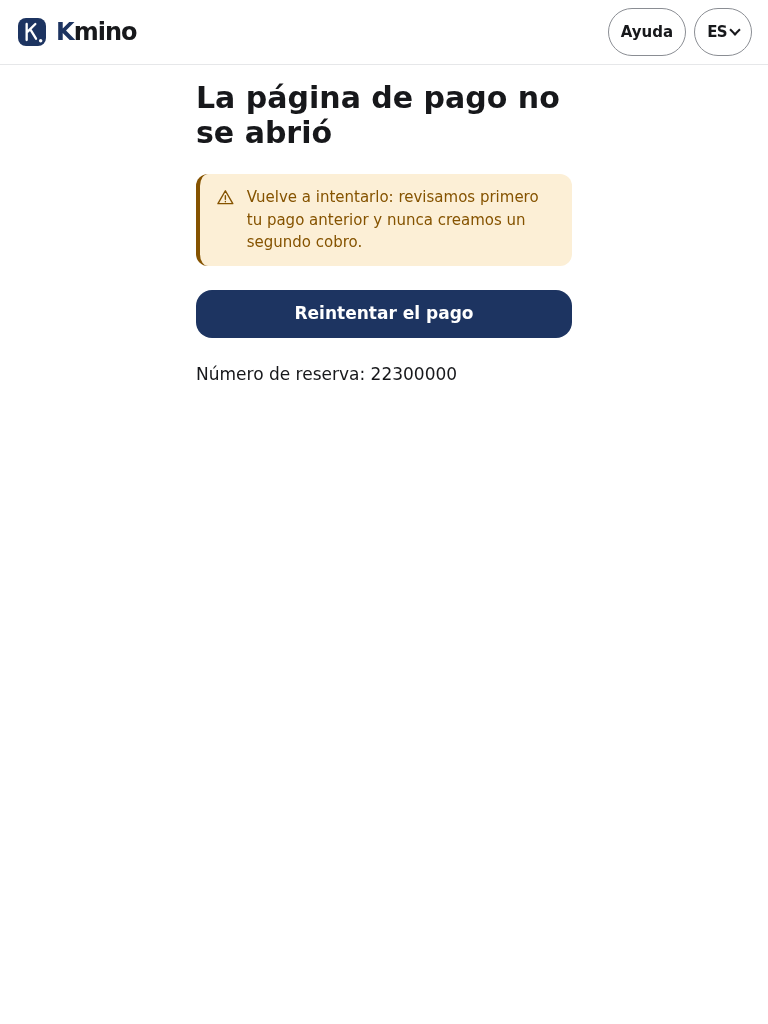 K. Kmino
Ayuda
ES
La página de pago no
se abrió
Vuelve a intentarlo: revisamos primero
tu pago anterior y nunca creamos un
segundo cobro.
Reintentar el pago
Número de reserva: 22300000